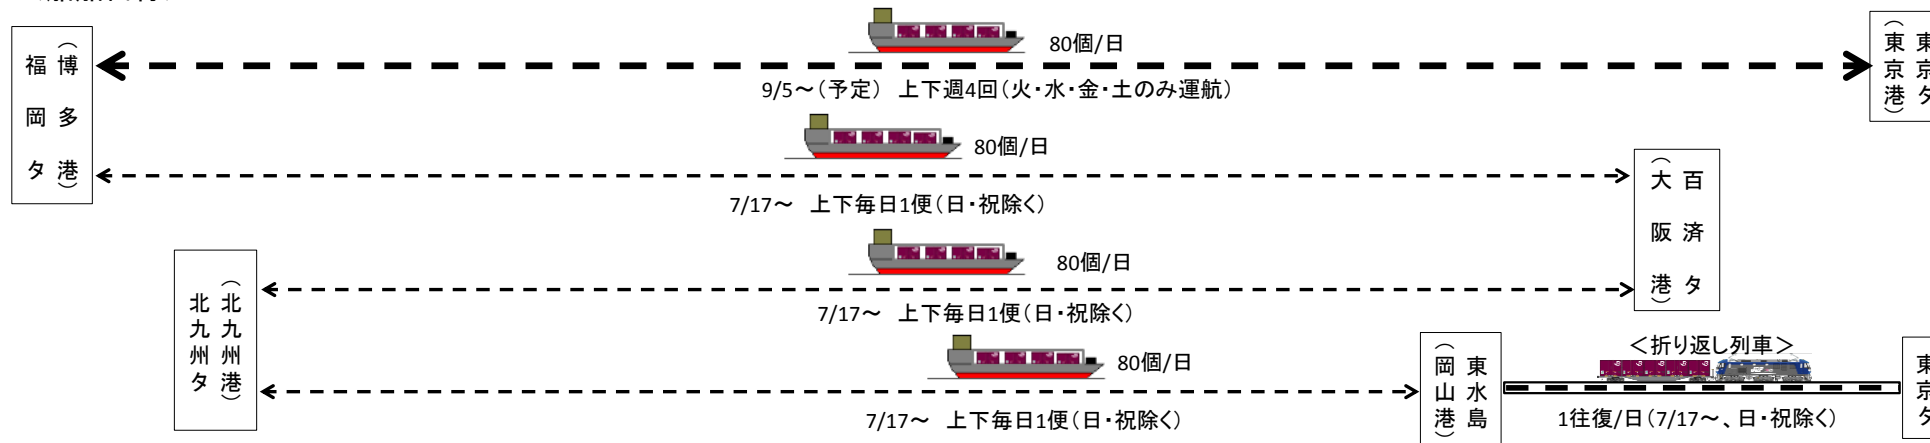 福岡タ
（博多港）
80個/日
9/5～（予定） 上下週4回（火・水・金・土のみ運航）
東京タ
（東京港）
80個/日
7/17～ 上下毎日1便（日・祝除く）
百済タ
（大阪港）
北九州タ
（北九州港）
80個/日
7/17～ 上下毎日1便（日・祝除く）
80個/日
7/17～ 上下毎日1便（日・祝除く）
東水島
（岡山港）
＜折り返し列車＞
1往復/日（7/17～、日・祝除く）
東京タ